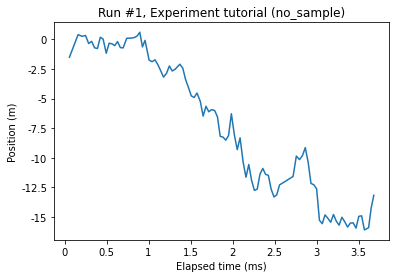 Run #1, Experiment tutorial (no_sample)
Position (m)
0
-2.5
-5
-7.5
-10
-12.5
-15
0 0.5 1 1.5 2 2.5 3 3.5
Elapsed time (ms)